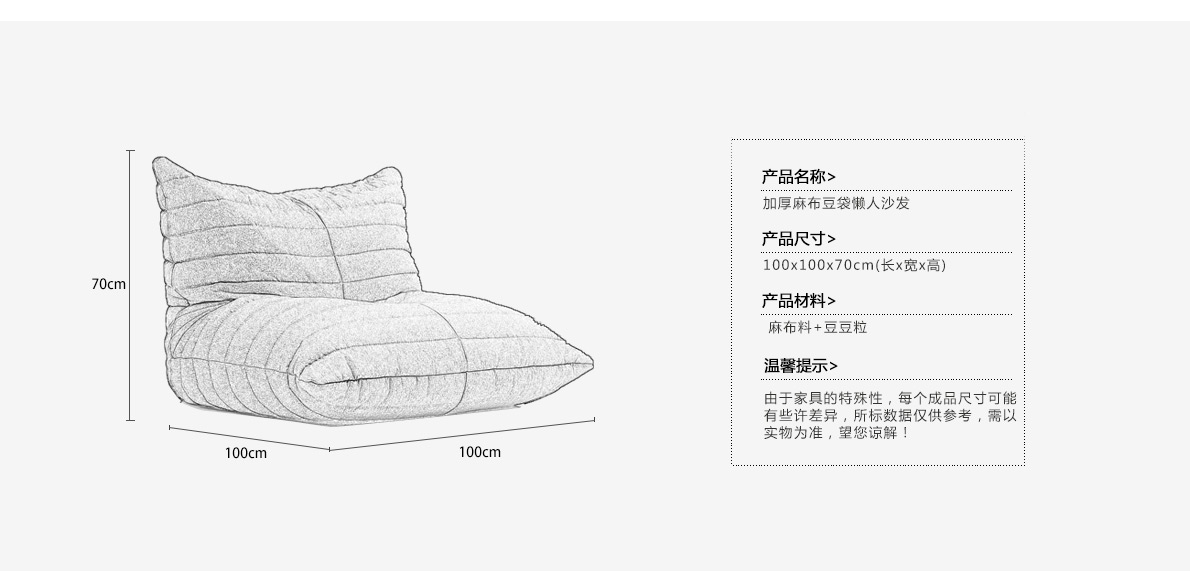 70cm
100cm
100cm
产品名称>
加厚麻布豆袋懒人沙发
产品尺寸>
100x100x70cm(长x宽x高)
产品材料>
麻布料+豆豆粒
温馨提示>
由于家具的特殊性，每个成品尺寸可能
有些许差异，所标数据仅供参考，需以
实物为准，望您谅解！